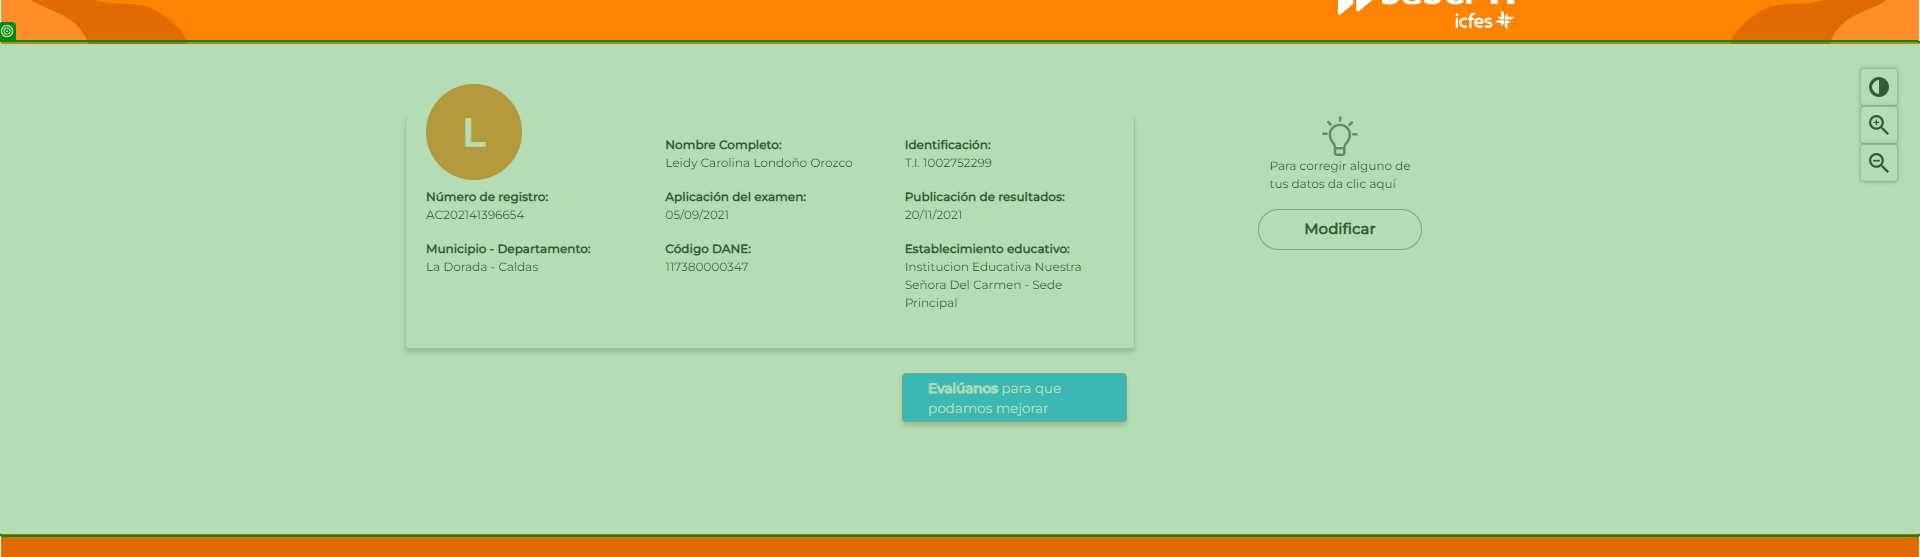 icfes
L
Nombre Completo:
Leidy Carolina Londoño Orozco
Identificación:
T.I. 1002752299
Número de registro:
AC202141396654
Aplicación del examen:
05/09/2021
Publicación de resultados:
20/11/2021
Municipio - Departamento:
La Dorada - Caldas
Código DANE:
117380000347
Establecimiento educativo:
Institucion Educativa Nuestra
Señora Del Carmen - Sede
Principal
Para corregir alguno de
tus datos da clic aquí
Modificar
Evalúanos para que
podamos mejorar